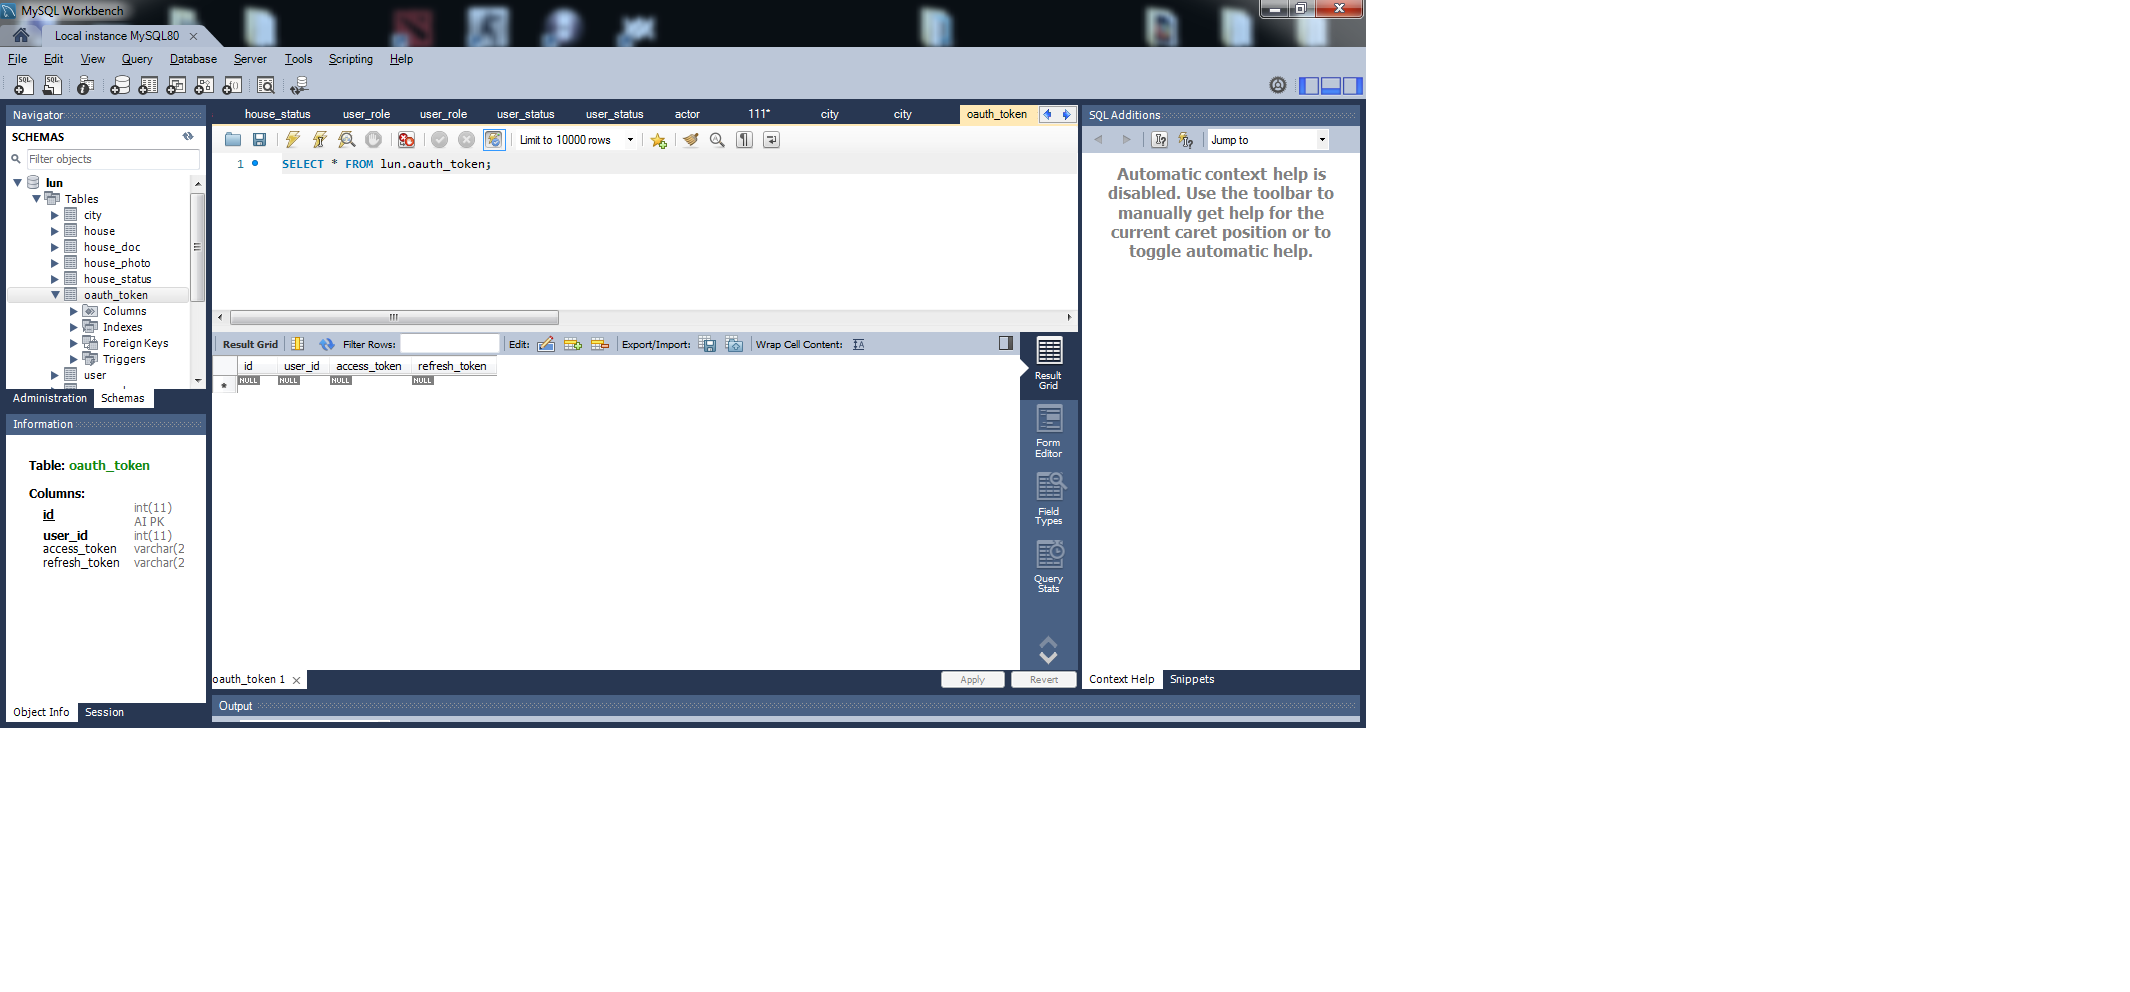 MySQL Workbench
Local instance MySQL80
File Edit View Query Database Server Tools Scripting Help
Navigator
SCHEMAS
Filter objects
lun
Tables
city
house
house_doc
house_photo
house_status
oauth_token
Columns
Indexes
Foreign Keys
Triggers
user
Administration Schemas
Information
Table: oauth_token
Columns:
id int(11) AI PK
user_id int(11)
access_token varchar(2
refresh_token varchar(2
Object Info Session
house_status user_role user_role user_status user_status actor 111* city city oauth_token
Limit to 10000 rows
1 SELECT * FROM lun.oauth_token;
Result Grid Filter Rows: Edit: Export/Import: Wrap Cell Content:
id user_id access_token refresh_token
NULL NULL NULL NULL
Result Grid
Form Editor
Field Types
Query Stats
oauth_token 1
Apply Revert
Output
SQL Additions
Jump to
Automatic context help is
disabled. Use the toolbar to
manually get help for the
current caret position or to
toggle automatic help.
Context Help Snippets